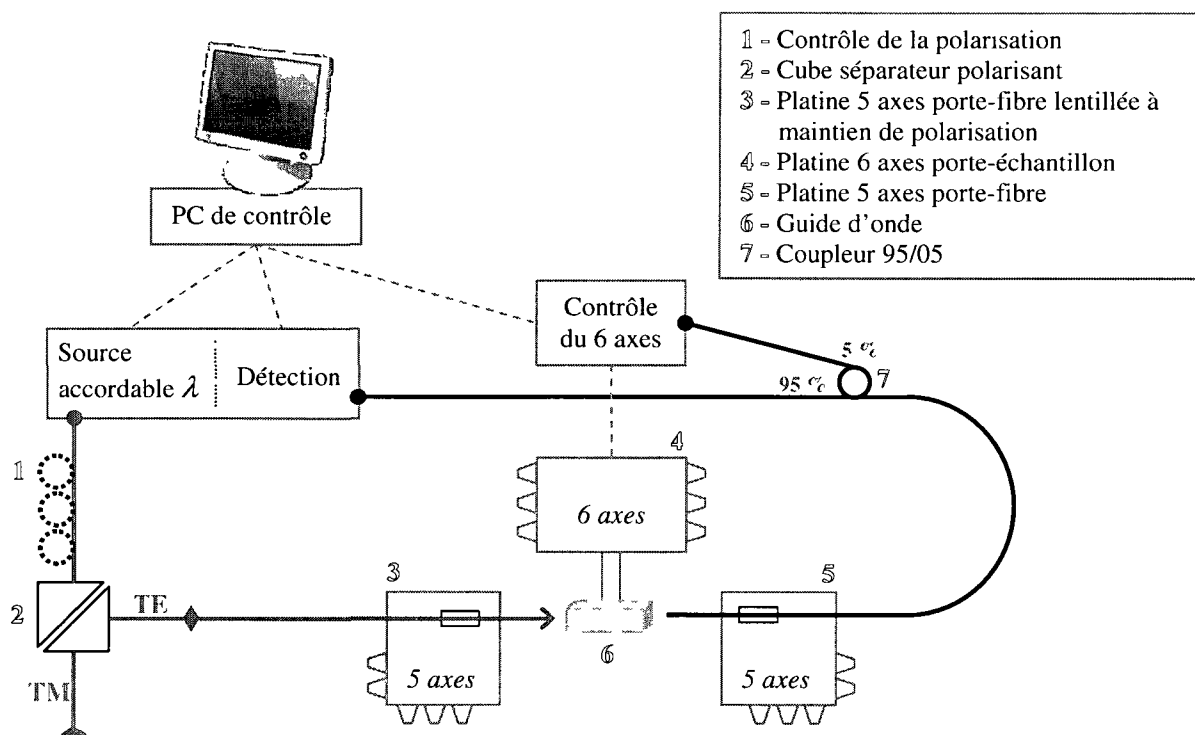 1 - Contrôle de la polarisation
2 - Cube séparateur polarisant
3 - Platine 5 axes porte-fibre lentillée à
maintien de polarisation
4 - Platine 6 axes porte-échantillon
5 - Platine 5 axes porte-fibre
6 - Guide d'onde
7 - Coupleur 95/05
PC de contrôle
Contrôle
du 6 axes
Source
accordable λ
Détection
5 %
95 %
7
4
1
6 axes
3
5
2
TE
6
5 axes
5 axes
TM